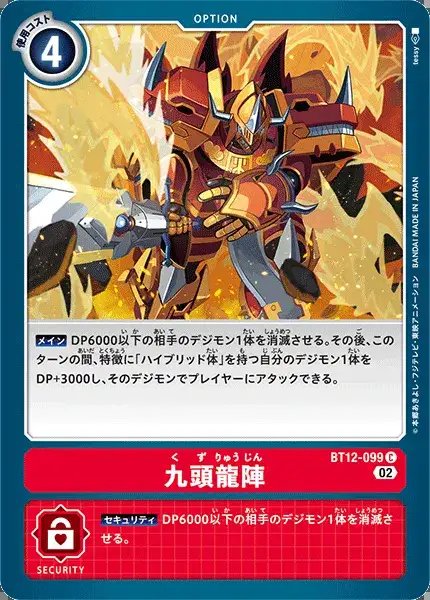 OPTION
使用コスト
4
tessy
©本郷あきよし・フジテレビ・東映アニメーション BANDAI MADE IN JAPAN
メイン DP6000以下の相手のデジモン1体を消滅させる。その後、この
ターンの間、特徴に「ハイブリッド体」を持つ自分のデジモン1体を
DP+3000し、そのデジモンでプレイヤーにアタックできる。
BT12-099 C
く ず りゅう じん
九頭龍陣
02
セキュリティ DP6000以下の相手のデジモン1体を消滅さ
せる。
SECURITY